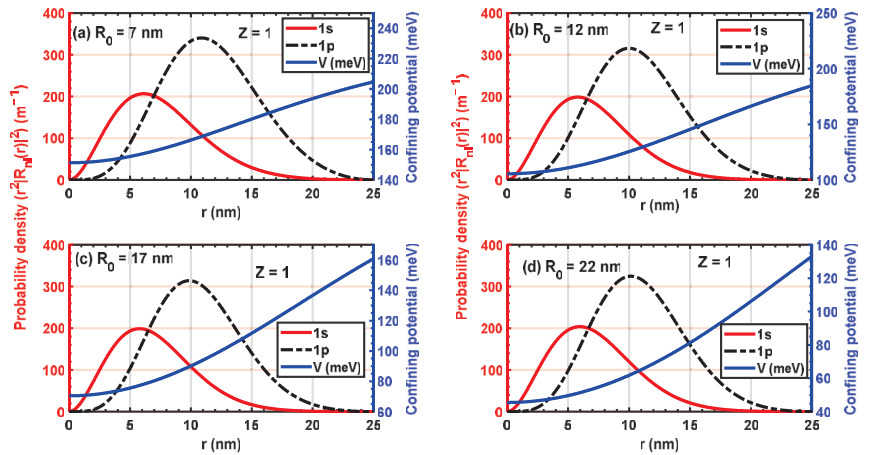 (a) R0 = 7 nm
Z = 1
1s
1p
V (meV)
400
300
200
100
0
0
5
10
15
20
25
240
220
200
180
160
140
r (nm)
Confining potential (meV)
Probability density (r²|Rnl(r)|²) (m⁻¹)
(b) R0 = 12 nm
Z = 1
1s
1p
V (meV)
400
300
200
100
0
0
5
10
15
20
25
250
200
150
100
r (nm)
Confining potential (meV)
Probability density (r²|Rnl(r)|²) (m⁻¹)
(c) R0 = 17 nm
Z = 1
1s
1p
V (meV)
400
300
200
100
0
0
5
10
15
20
25
160
140
120
100
80
60
r (nm)
Confining potential (meV)
(d) R0 = 22 nm
Z = 1
1s
1p
V (meV)
400
300
200
100
0
0
5
10
15
20
25
140
120
100
80
60
40
r (nm)
Confining potential (meV)